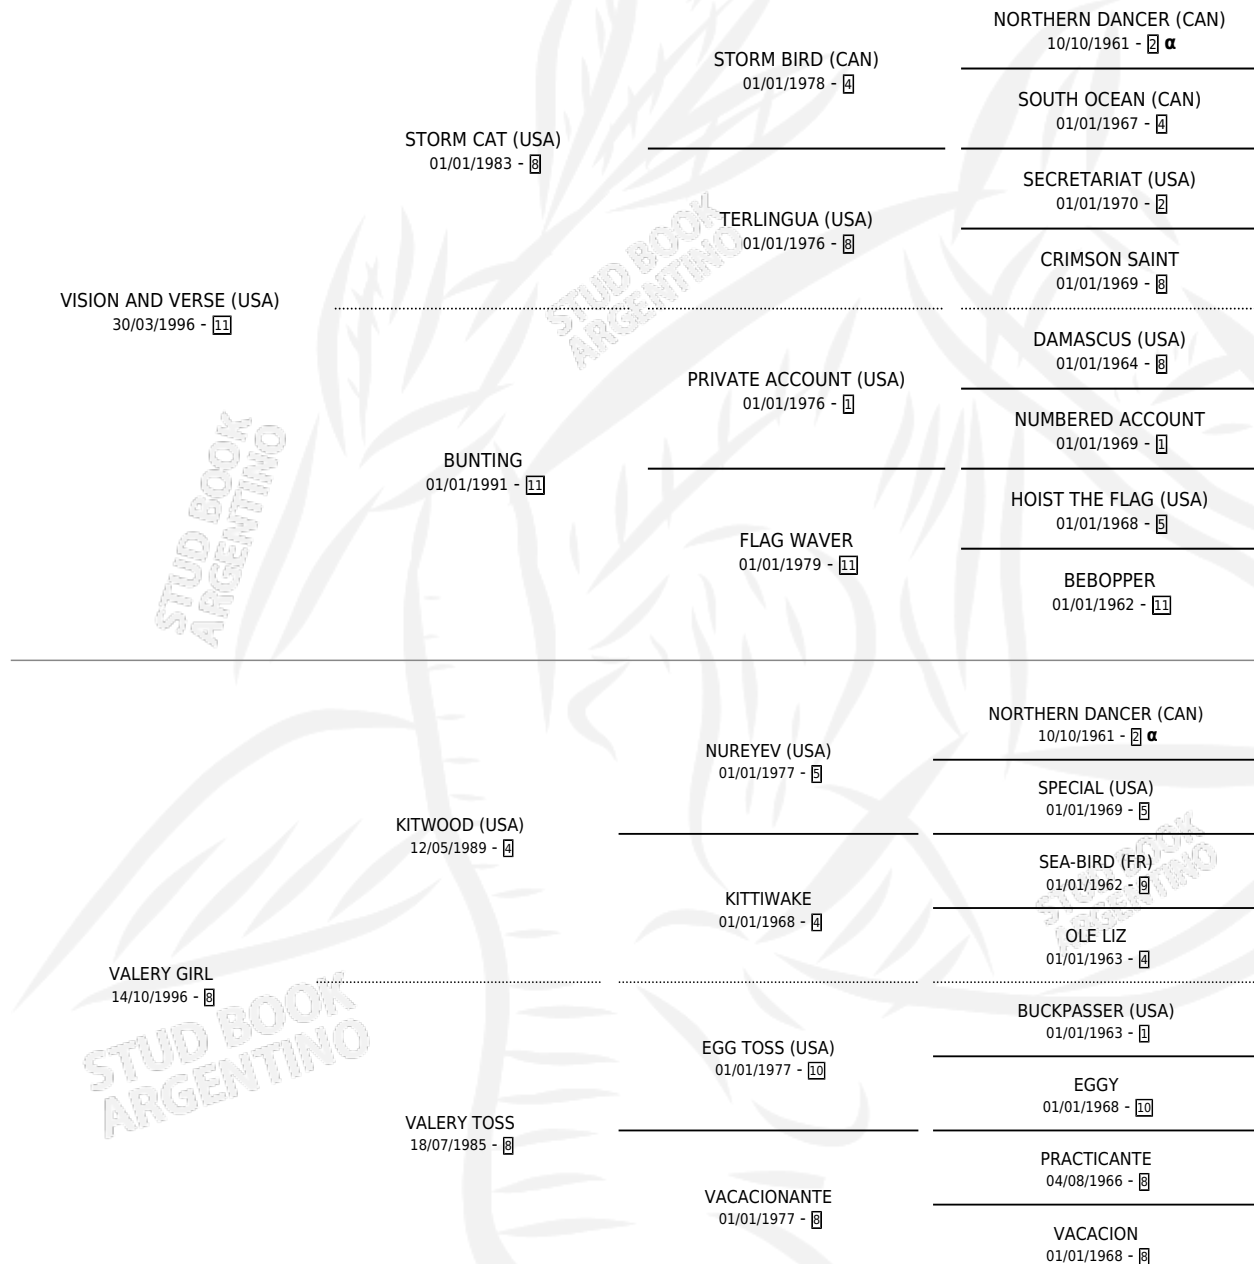 NORTHERN DANCER (CAN)
10/10/1961 - 2 α
STORM BIRD (CAN)
01/01/1978 - 4
SOUTH OCEAN (CAN)
01/01/1967 - 4
STORM CAT (USA)
01/01/1983 - 8
SECRETARIAT (USA)
01/01/1970 - 2
TERLINGUA (USA)
01/01/1976 - 8
CRIMSON SAINT
01/01/1969 - 8
VISION AND VERSE (USA)
30/03/1996 - 11
DAMASCUS (USA)
01/01/1964 - 8
PRIVATE ACCOUNT (USA)
01/01/1976 - 1
NUMBERED ACCOUNT
01/01/1969 - 1
BUNTING
01/01/1991 - 11
HOIST THE FLAG (USA)
01/01/1968 - 5
FLAG WAVER
01/01/1979 - 11
BEBOPPER
01/01/1962 - 11
NORTHERN DANCER (CAN)
10/10/1961 - 2 α
NUREYEV (USA)
01/01/1977 - 5
SPECIAL (USA)
01/01/1969 - 5
KITWOOD (USA)
12/05/1989 - 4
SEA-BIRD (FR)
01/01/1962 - 9
KITTIWAKE
01/01/1968 - 4
OLE LIZ
01/01/1963 - 4
VALERY GIRL
14/10/1996 - 8
BUCKPASSER (USA)
01/01/1963 - 1
EGG TOSS (USA)
01/01/1977 - 10
EGGY
01/01/1968 - 10
VALERY TOSS
18/07/1985 - 8
PRACTICANTE
04/08/1966 - 8
VACACIONANTE
01/01/1977 - 8
VACACION
01/01/1968 - 8
STUD BOOK
ARGENTINO
STUD BOOK
ARGENTINO
STUD BOOK
ARGENTINO
STUD BOOK
ARGENTINO